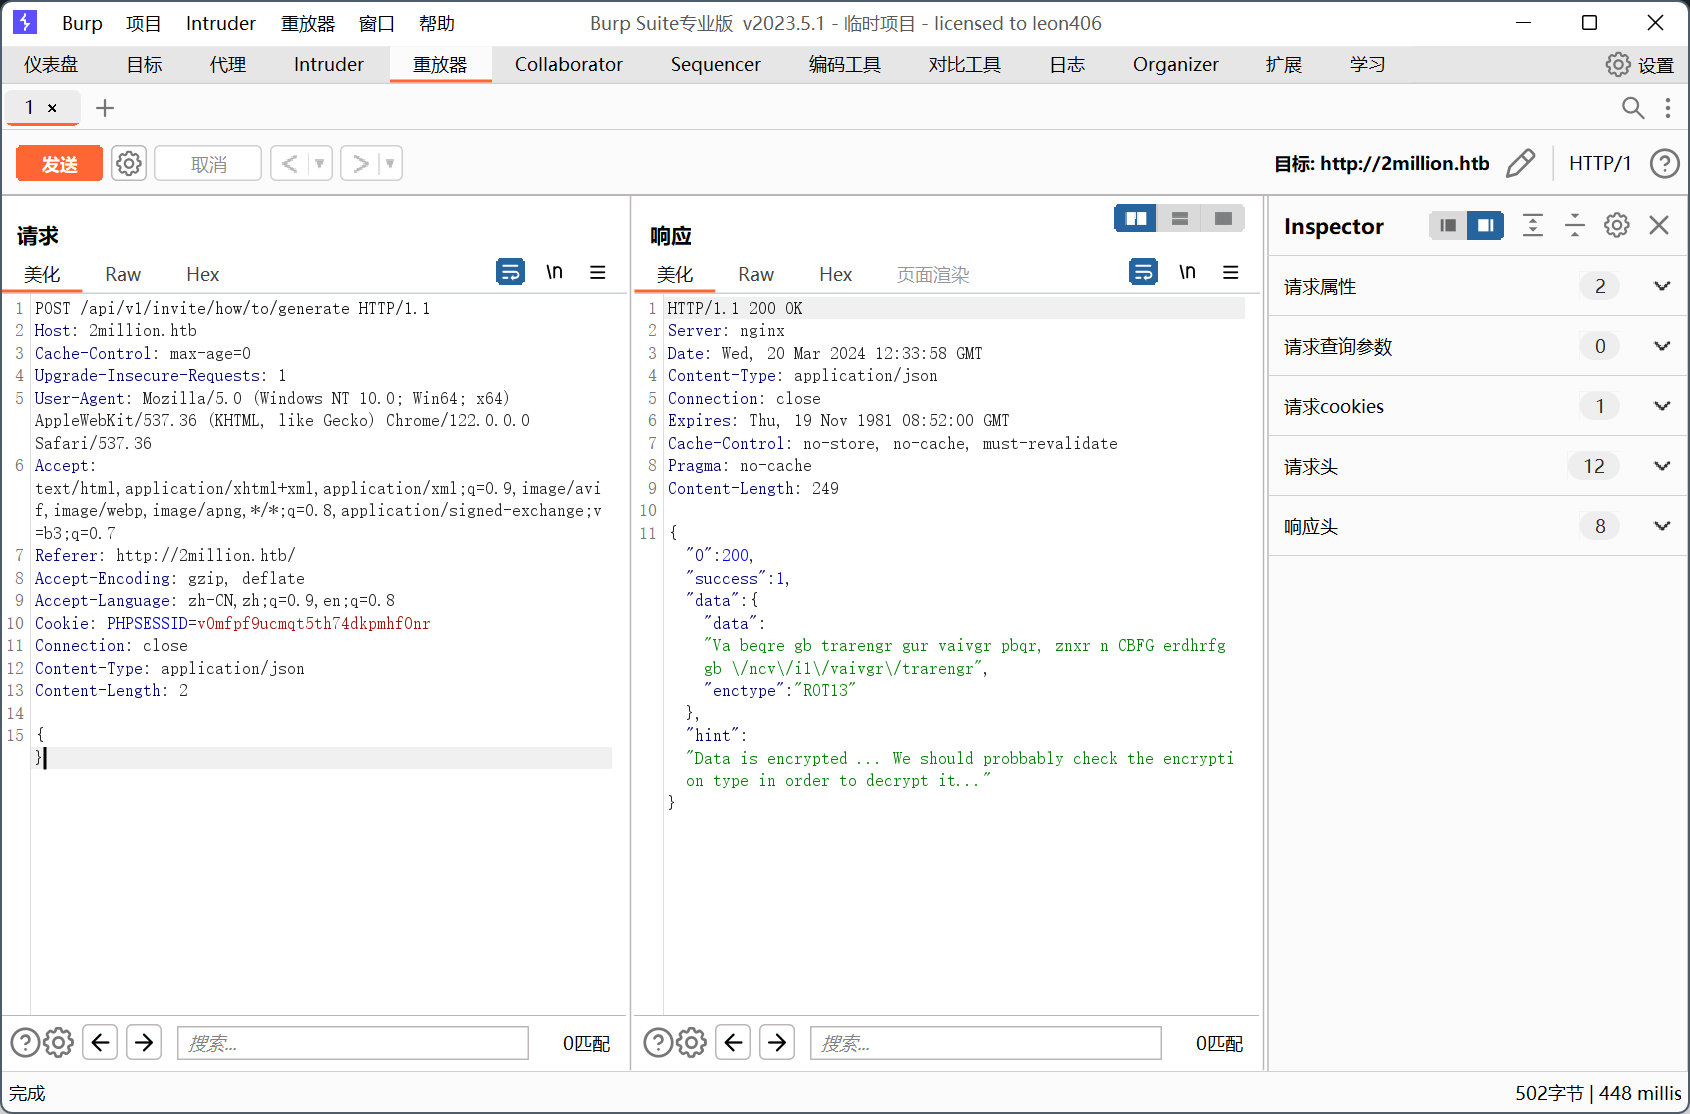 Burp 项目 Intruder 重放器 窗口 帮助 Burp Suite专业版 v2023.5.1 - 临时项目 - licensed to leon406
仪表盘 目标 代理 Intruder 重放器 Collaborator Sequencer 编码工具 对比工具 日志 Organizer 扩展 学习 设置
1 × +
发送 取消 < > 目标: http://2million.htb HTTP/1
请求
美化 Raw Hex \n
1 POST /api/v1/invite/how/to/generate HTTP/1.1
2 Host: 2million.htb
3 Cache-Control: max-age=0
4 Upgrade-Insecure-Requests: 1
5 User-Agent: Mozilla/5.0 (Windows NT 10.0; Win64; x64)
AppleWebKit/537.36 (KHTML, like Gecko) Chrome/122.0.0.0
Safari/537.36
6 Accept:
text/html,application/xhtml+xml,application/xml;q=0.9,image/avi
f,image/webp,image/apng,*/*;q=0.8,application/signed-exchange;v
=b3;q=0.7
7 Referer: http://2million.htb/
8 Accept-Encoding: gzip, deflate
9 Accept-Language: zh-CN,zh;q=0.9,en;q=0.8
10 Cookie: PHPSESSID=v0mfpf9ucmqt5th74dkpmhf0nr
11 Connection: close
12 Content-Type: application/json
13 Content-Length: 2
14
15 {
}
搜索... 0匹配
响应
美化 Raw Hex 页面渲染 \n
1 HTTP/1.1 200 OK
2 Server: nginx
3 Date: Wed, 20 Mar 2024 12:33:58 GMT
4 Content-Type: application/json
5 Connection: close
6 Expires: Thu, 19 Nov 1981 08:52:00 GMT
7 Cache-Control: no-store, no-cache, must-revalidate
8 Pragma: no-cache
9 Content-Length: 249
10
11 {
"0":200,
"success":1,
"data":{
"data":
"Va beqre gb trarengr gur vaivgr pbqr, znxr n CBFG erdhrfg
gb \/ncv\/i1\/vaivgr\/trarengr",
"enctype":"ROT13"
},
"hint":
"Data is encrypted ... We should probbably check the encrypti
on type in order to decrypt it..."
}
搜索... 0匹配
Inspector
请求属性 2
请求查询参数 0
请求cookies 1
请求头 12
响应头 8
完成 502字节 | 448 millis